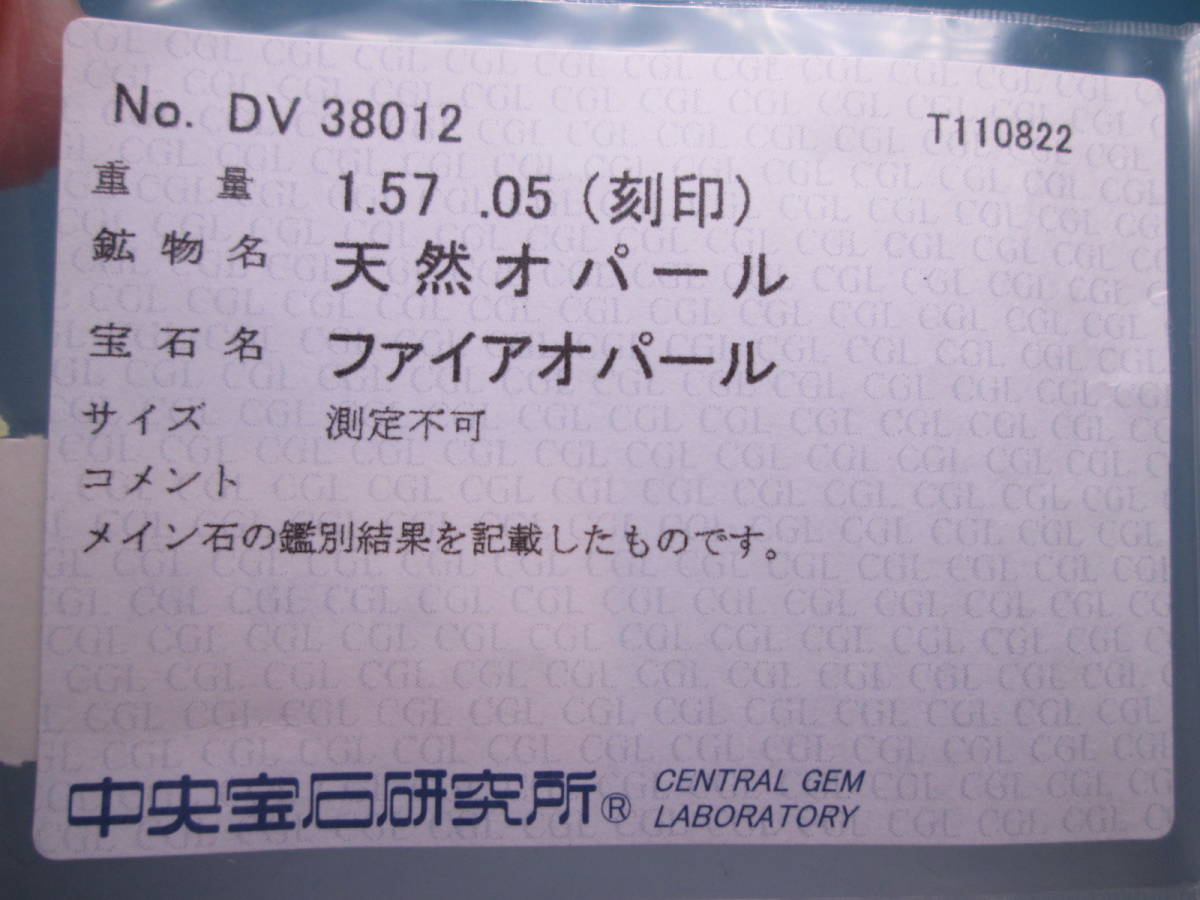 No. DV 38012
T110822
重量 1.57 .05 (刻印)
鉱物名 天然オパール
宝石名 ファイアオパール
サイズ 測定不可
コメント
メイン石の鑑別結果を記載したものです。
中央宝石研究所® CENTRAL GEM
LABORATORY